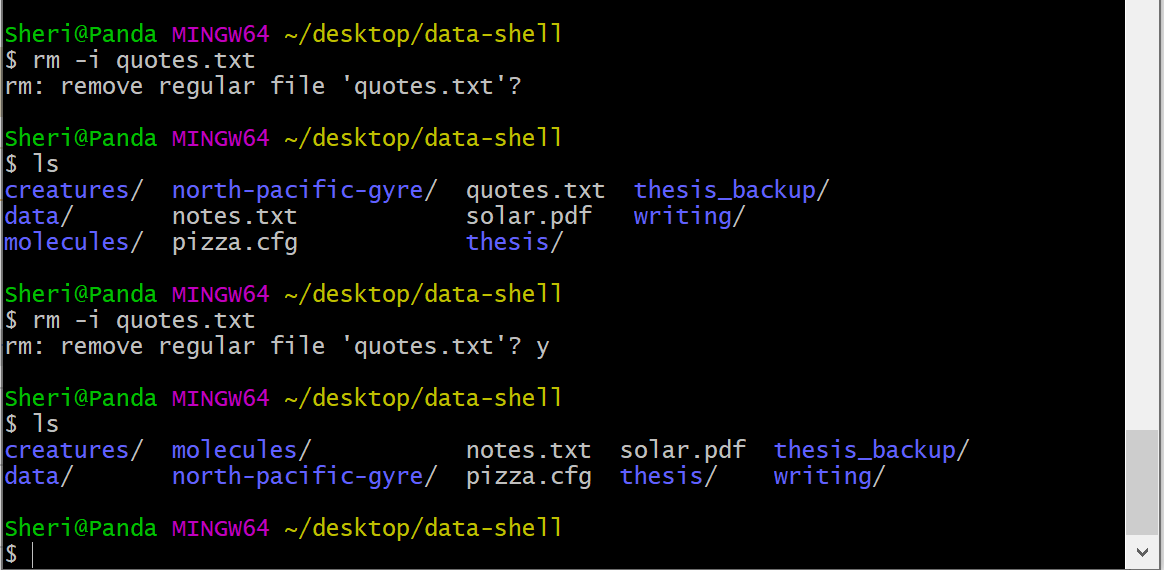 Sheri@Panda MINGW64 ~/desktop/data-shell
$ rm -i quotes.txt
rm: remove regular file 'quotes.txt'?
Sheri@Panda MINGW64 ~/desktop/data-shell
$ ls
creatures/  north-pacific-gyre/  quotes.txt  thesis_backup/
data/       notes.txt            solar.pdf   writing/
molecules/  pizza.cfg            thesis/
Sheri@Panda MINGW64 ~/desktop/data-shell
$ rm -i quotes.txt
rm: remove regular file 'quotes.txt'? y
Sheri@Panda MINGW64 ~/desktop/data-shell
$ ls
creatures/  molecules/           notes.txt  solar.pdf  thesis_backup/
data/       north-pacific-gyre/  pizza.cfg  thesis/    writing/
Sheri@Panda MINGW64 ~/desktop/data-shell
$